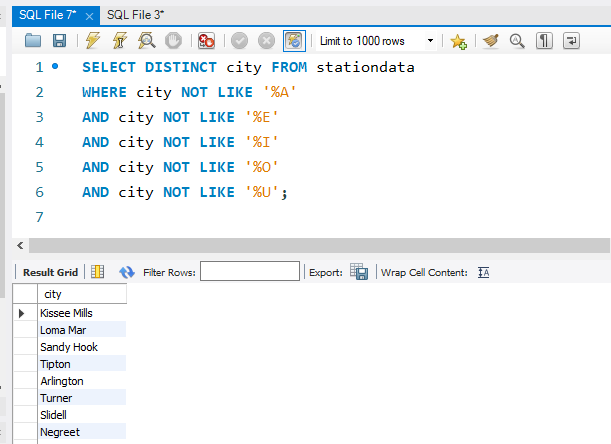 SQL File 7* SQL File 3*
Limit to 1000 rows
1 SELECT DISTINCT city FROM stationdata
2 WHERE city NOT LIKE '%A'
3 AND city NOT LIKE '%E'
4 AND city NOT LIKE '%I'
5 AND city NOT LIKE '%O'
6 AND city NOT LIKE '%U';
7
Result Grid Filter Rows: Export: Wrap Cell Content:
city
Kissee Mills
Loma Mar
Sandy Hook
Tipton
Arlington
Turner
Slidell
Negreet